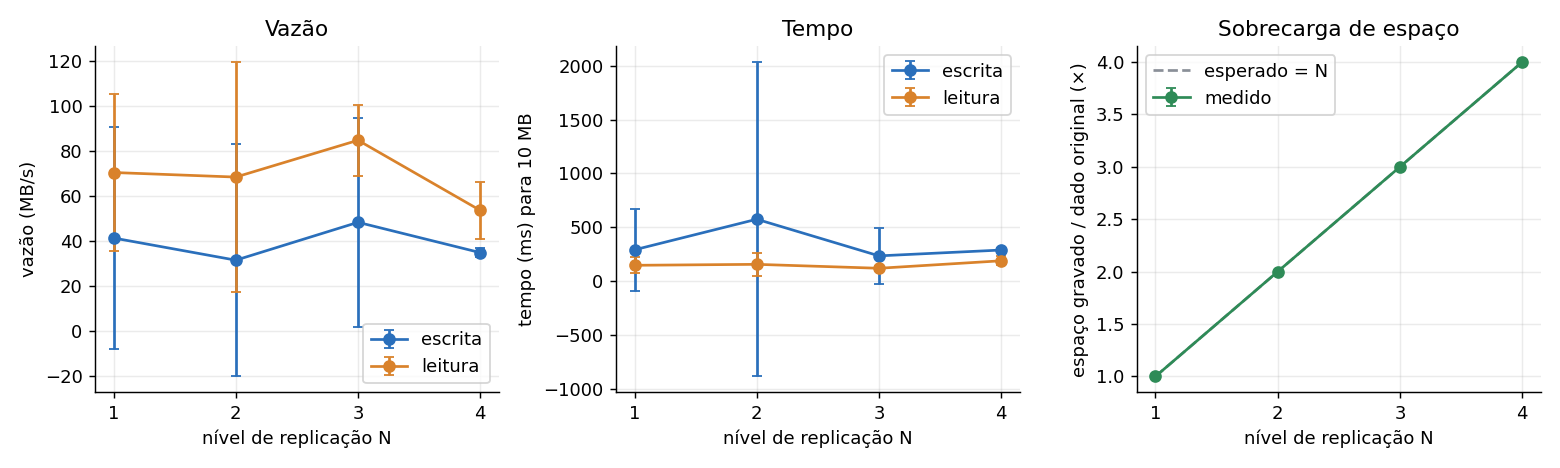 Vazão
vazão (MB/s)
120
100
80
60
40
20
0
−20
1
2
3
4
nível de replicação N
escrita
leitura
Tempo
tempo (ms) para 10 MB
2000
1500
1000
500
0
−500
−1000
1
2
3
4
nível de replicação N
escrita
leitura
Sobrecarga de espaço
espaço gravado / dado original (×)
4.0
3.5
3.0
2.5
2.0
1.5
1.0
1
2
3
4
nível de replicação N
esperado = N
medido